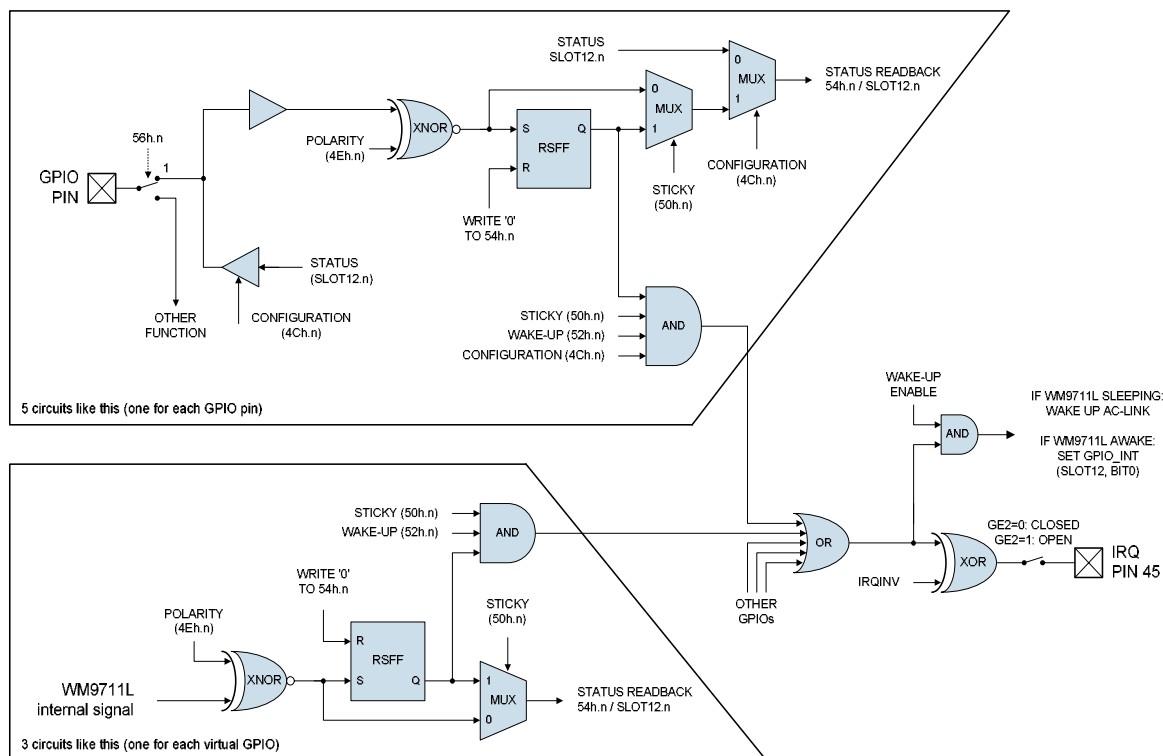 STATUS
SLOT12.n
0
MUX
1
STATUS READBACK
54h.n / SLOT12.n
0
MUX
1
CONFIGURATION
(4Ch.n)
STICKY
(50h.n)
XNOR
POLARITY
(4Eh.n)
S
Q
RSFF
R
WRITE '0'
TO 54h.n
56h.n
1
GPIO
PIN
STATUS
(SLOT12.n)
OTHER
FUNCTION
CONFIGURATION
(4Ch.n)
STICKY (50h.n)
WAKE-UP (52h.n)
CONFIGURATION (4Ch.n)
AND
5 circuits like this (one for each GPIO pin)
WAKE-UP
ENABLE
AND
IF WM9711L SLEEPING:
WAKE UP AC-LINK
IF WM9711L AWAKE:
SET GPIO_INT
(SLOT12, BIT0)
STICKY (50h.n)
WAKE-UP (52h.n)
AND
OR
OTHER
GPIOs
GE2=0: CLOSED
GE2=1: OPEN
XOR
IRQINV
IRQ
PIN 45
WRITE '0'
TO 54h.n
POLARITY
(4Eh.n)
STICKY
(50h.n)
R
RSFF
S
Q
XNOR
1
MUX
0
WM9711L
internal signal
STATUS READBACK
54h.n / SLOT12.n
3 circuits like this (one for each virtual GPIO)